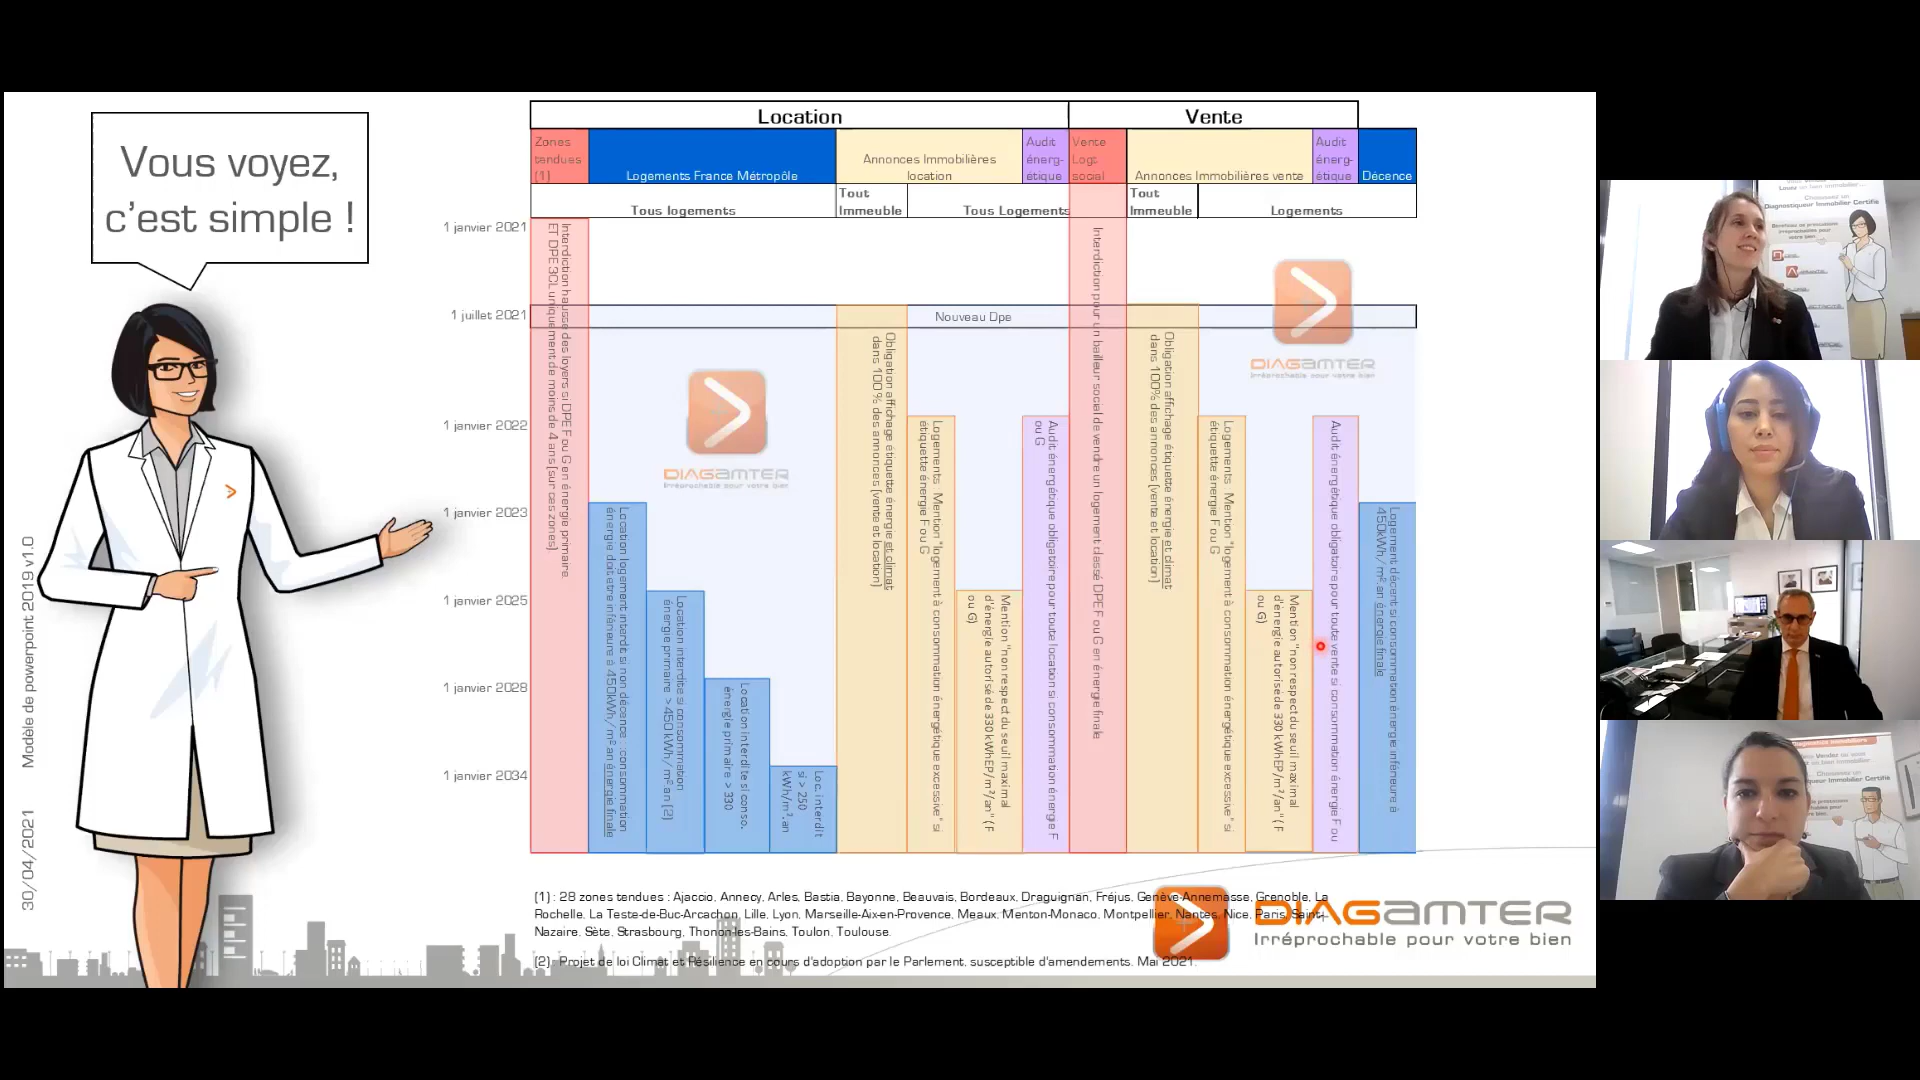 Vous voyez,
c'est simple !
Modèle de powerpoint 2019 v1.0
30/04/2021
Location
Vente
Zones
tendues
(1)
Logements France Métropôle
Annonces Immobilières
location
Audit
énerg-
étique
Vente
Logt
social
Annonces Immobilières vente
Audit
énerg-
étique
Décence
Tous logements
Tout
Immeuble
Tous Logements
Tout
Immeuble
Logements
1 janvier 2021
1 juillet 2021
1 janvier 2022
1 janvier 2023
1 janvier 2025
1 janvier 2028
1 janvier 2034
Nouveau Dpe
Interdiction hausse des loyers si DPE F ou G en énergie primaire.
ET DPE 3CL uniquement de moins de 4 ans (sur ces zones)
Location logement interdit si non décence : consommation
énergie doit etre inférieure à 450kWh/m².an énergie finale
Location interdite si consommation
énergie primaire > 450 kWh/m².an (2)
Location interdite si conso.
énergie primaire > 330
Loc. interdit
si > 250
kWh/m².an
Obligation affichage étiquette énergie et climat
dans 100% des annonces (vente et location)
Logements : Mention "logement à consommation énergétique excessive" si
étiquette énergie F ou G
Mention "non respect du seuil maximal
d'énergie autorisé de 330 kWhEP/m²/an" (F
ou G)
Audit énergétique obligatoire pour toute location si consommation énergie F
ou G
Interdiction pour un bailleur social de vendre un logement classé DPE F ou G en énergie finale
Obligation affichage étiquette énergie et climat
dans 100% des annonces (vente et location)
Logements : Mention "logement à consommation énergétique excessive" si
étiquette énergie F ou G
Mention "non respect du seuil maximal
d'énergie autorisé de 330 kWhEP/m²/an" (F
ou G)
Audit énergétique obligatoire pour toute vente si consommation énergie F ou
Logement décent si consommation énergie inférieure à
450kWh/m².an énergie finale
DIAGAMTER
Irréprochable pour votre bien
DIAGAMTER
Irréprochable pour votre bien
(1) : 28 zones tendues : Ajaccio, Annecy, Arles, Bastia, Bayonne, Beauvais, Bordeaux, Draguignan, Fréjus, Genève-Annemasse, Grenoble, La
Rochelle, La Teste-de-Buc-Arcachon, Lille, Lyon, Marseille-Aix-en-Provence, Meaux, Menton-Monaco, Montpellier, Nantes, Nice, Paris, Saint-
Nazaire, Sète, Strasbourg, Thonon-les-Bains, Toulon, Toulouse.
(2) : Projet de loi Climat et Résilience en cours d'adoption par le Parlement, susceptible d'amendements. Mai 2021.
DIAGAMTER
Irréprochable pour votre bien
Diagnostiqueur Immobilier Certifié